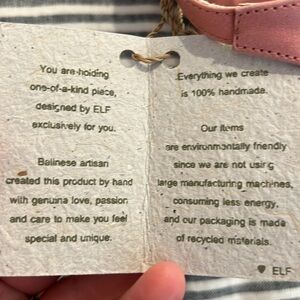 You are holding
one-of-a-kind piece,
designed by ELF
exclusively for you.
Balinese artisan
created this product by hand
with genuine love, passion
and care to make you feel
special and unique.
Everything we create
is 100% handmade.
Our items
are environmentally friendly
since we are not using
large manufacturing machines,
consuming less energy,
and our packaging is made
of recycled materials.
ELF